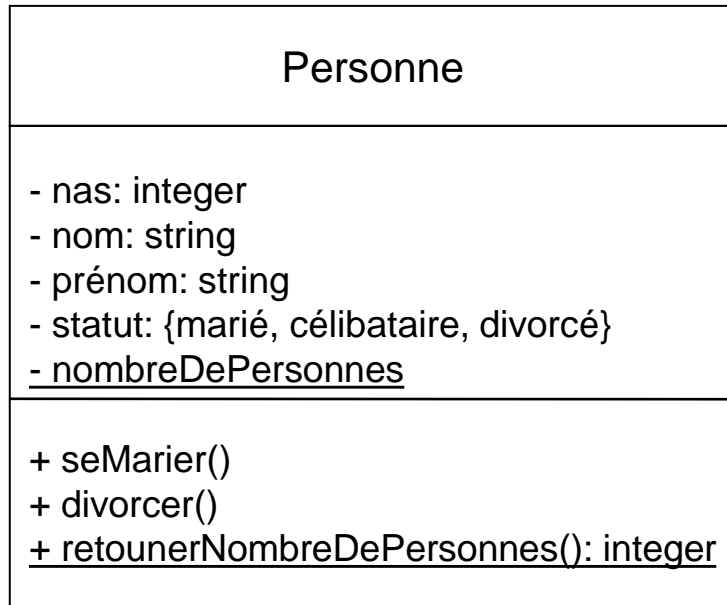 Personne
- nas: integer
- nom: string
- prénom: string
- statut: {marié, célibataire, divorcé}
- nombreDePersonnes
+ seMarier()
+ divorcer()
+ retounerNombreDePersonnes(): integer